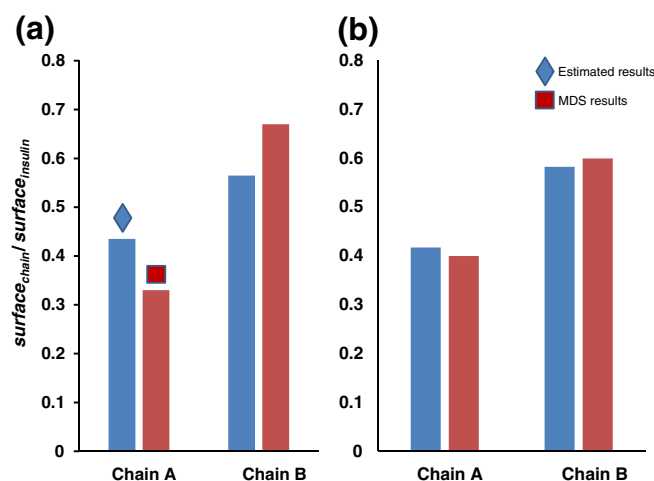 (a)
(b)
0.8
0.7
0.6
0.5
0.4
0.3
0.2
0.1
0
surface_chain/ surface_insulin
Chain A
Chain B
0.8
0.7
0.6
0.5
0.4
0.3
0.2
0.1
0
Estimated results
MDS results
Chain A
Chain B